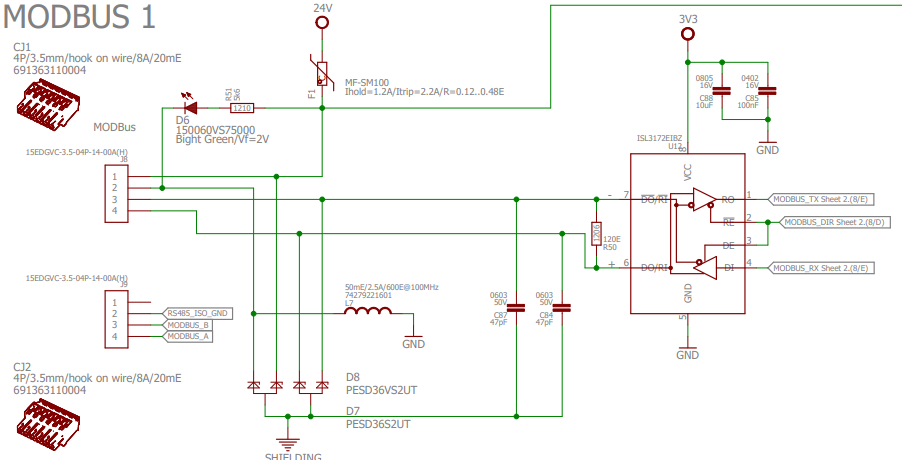 MODBUS 1
24V
CJ1
4P/3.5mm/hook on wire/8A/20mE
691363110004
F1
MF-SM100
Ihold=1.2A/Itrip=2.2A/R=0.12..0.48E
R51
5k6
1210
D6
150060VS75000
Bight Green/Vf=2V
MODBus
15EDGVC-3.5-04P-14-00A(H)
J8
1
2
3
4
3V3
0805
16V
C88
10uF
0402
16V
C85
100nF
GND
ISL3172EIBZ
U12
8
VCC
- 7 DO/RI
RO 1 MODBUS_TX Sheet 2.(8/E)
RE 2 MODBUS_DIR Sheet 2.(8/D)
DE 3
+ 6 DO/RI
DI 4 MODBUS_RX Sheet 2.(8/E)
GND
5
GND
1206
120E
R50
15EDGVC-3.5-04P-14-00A(H)
J9
1
2 RS485_ISO_GND
3 MODBUS_B
4 MODBUS_A
50mE/2.5A/600E@100MHz
74279221601
L7
GND
0603
50V
C87
47pF
0603
50V
C84
47pF
CJ2
4P/3.5mm/hook on wire/8A/20mE
691363110004
D8
PESD36VS2UT
D7
PESD36S2UT
SHIELDING